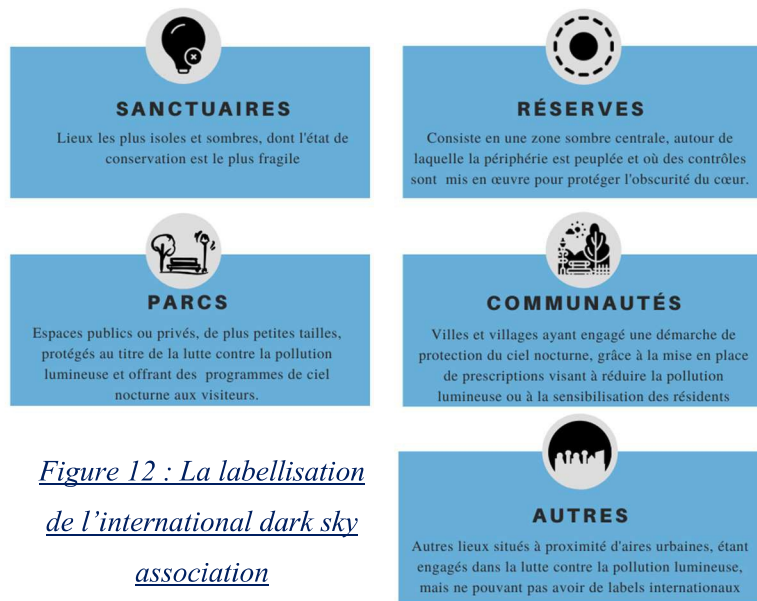 SANCTUAIRES
Lieux les plus isoles et sombres, dont l'état de
conservation est le plus fragile
RÉSERVES
Consiste en une zone sombre centrale, autour de
laquelle la périphérie est peuplée et où des contrôles
sont mis en œuvre pour protéger l'obscurité du cœur.
PARCS
Espaces publics ou privés, de plus petites tailles,
protégés au titre de la lutte contre la pollution
lumineuse et offrant des programmes de ciel
nocturne aux visiteurs.
COMMUNAUTÉS
Villes et villages ayant engagé une démarche de
protection du ciel nocturne, grâce à la mise en place
de prescriptions visant à réduire la pollution
lumineuse ou à la sensibilisation des résidents
Figure 12 : La labellisation
de l'international dark sky
association
AUTRES
Autres lieux situés à proximité d'aires urbaines, étant
engagés dans la lutte contre la pollution lumineuse,
mais ne pouvant pas avoir de labels internationaux